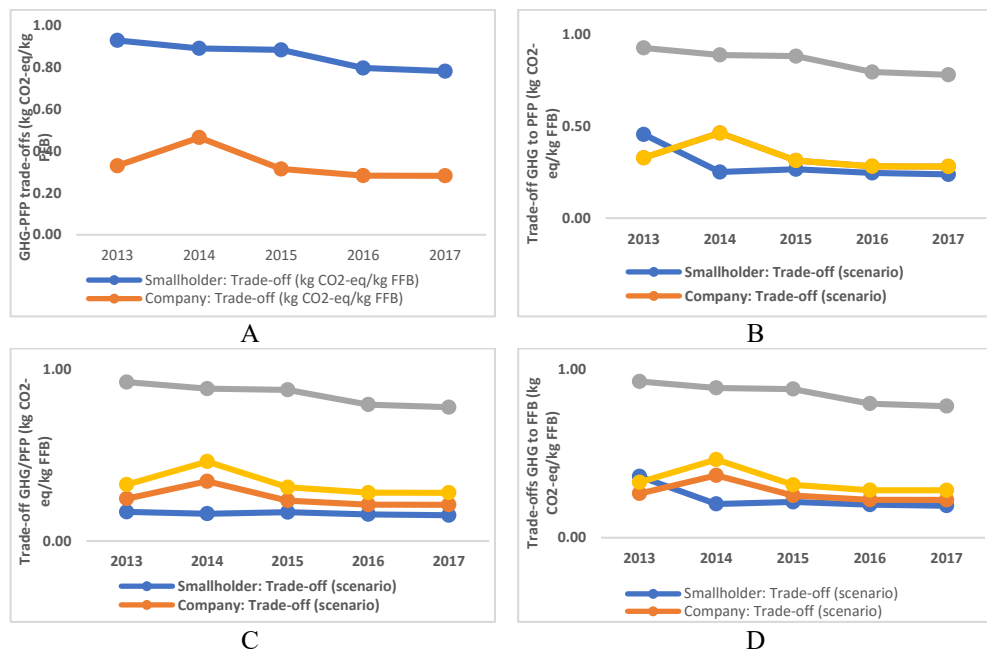 GHG-PFP trade-offs (kg CO2-eq/kg
FFB)
1.00
0.80
0.60
0.40
0.20
0.00
2013 2014 2015 2016 2017
Smallholder: Trade-off (kg CO2-eq/kg FFB)
Company: Trade-off (kg CO2-eq/kg FFB)
A
Trade-off GHG to PFP (kg CO2-
eq/kg FFB)
1.00
0.50
0.00
2013 2014 2015 2016 2017
Smallholder: Trade-off (scenario)
Company: Trade-off (scenario)
B
Trade-off GHG/PFP (kg CO2-
eq/kg FFB)
1.00
0.00
2013 2014 2015 2016 2017
Smallholder: Trade-off (scenario)
Company: Trade-off (scenario)
C
Trade-offs GHG to FFB (kg
CO2-eq/kg FFB)
1.00
0.00
2013 2014 2015 2016 2017
Smallholder: Trade-off (scenario)
Company: Trade-off (scenario)
D